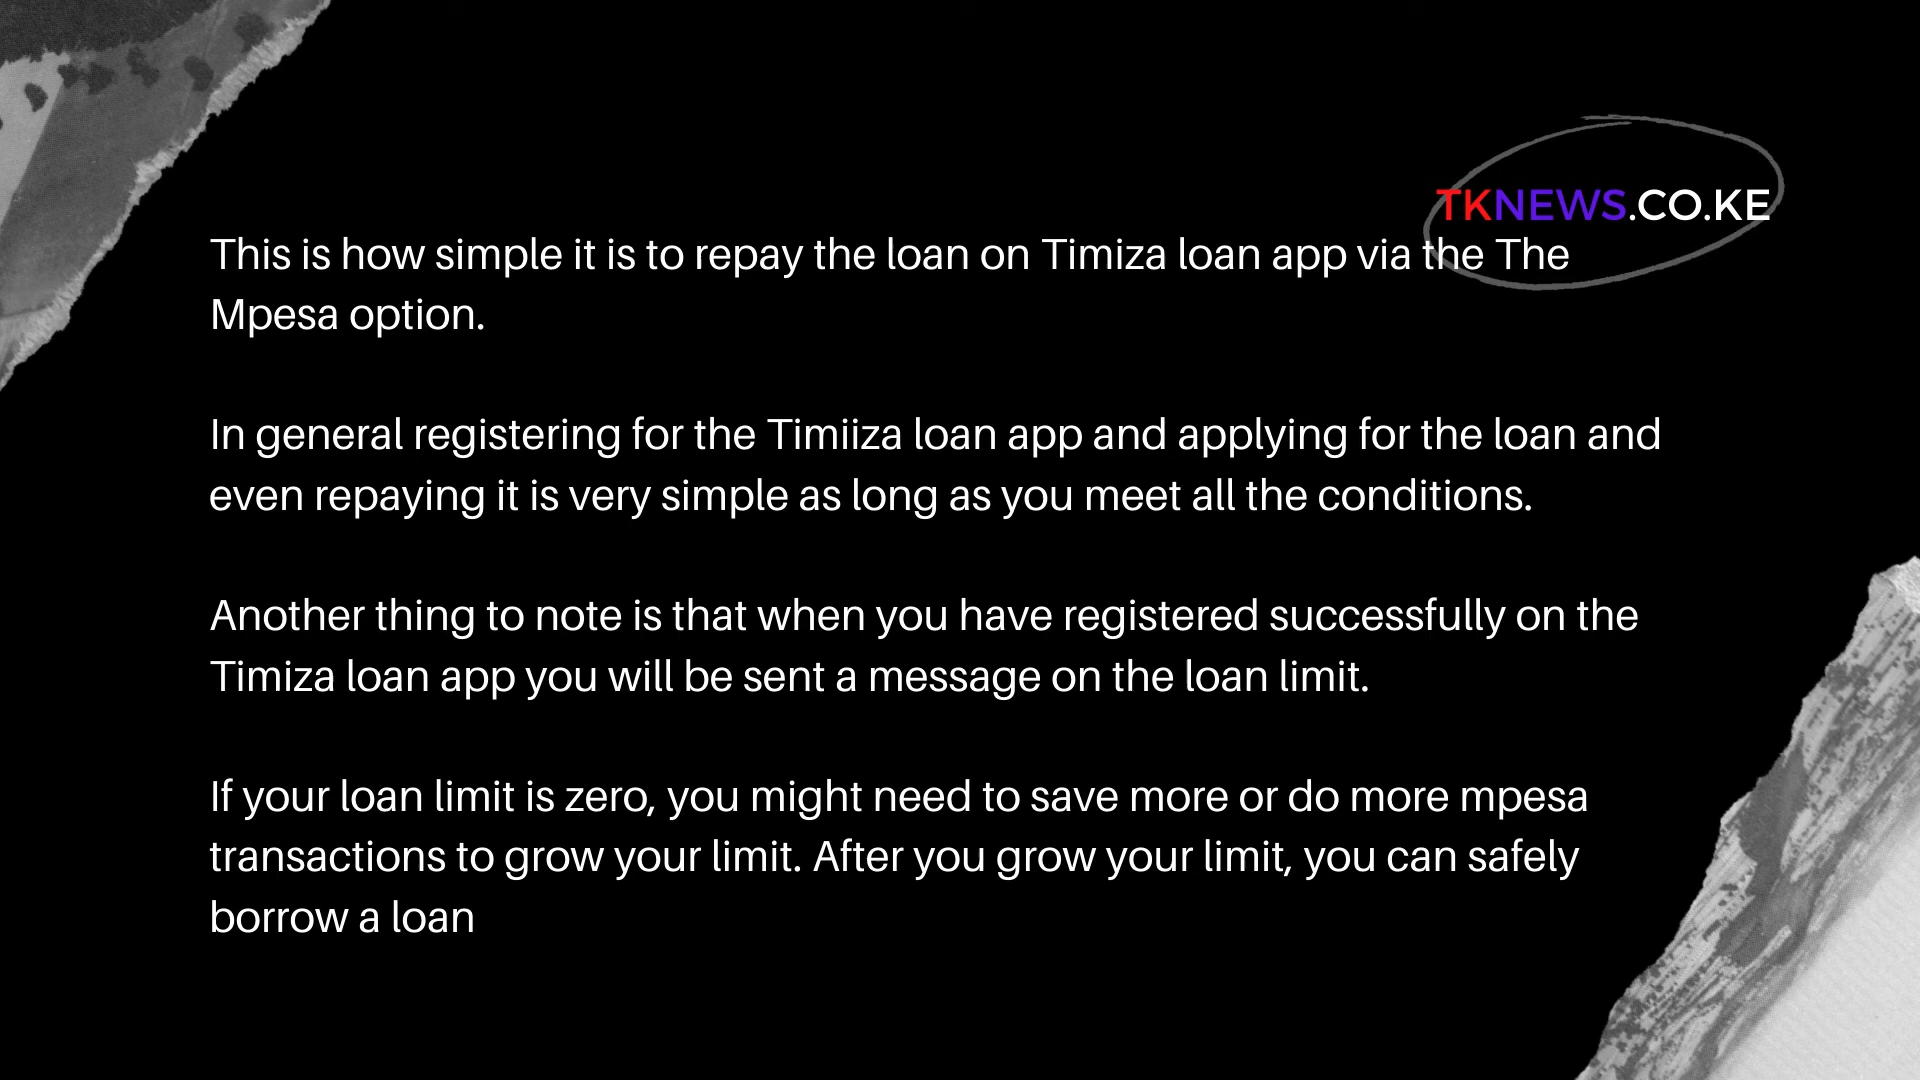 TKNEWS.CO.KE
This is how simple it is to repay the loan on Timiza loan app via the The
Mpesa option.
In general registering for the Timiiza loan app and applying for the loan and
even repaying it is very simple as long as you meet all the conditions.
Another thing to note is that when you have registered successfully on the
Timiza loan app you will be sent a message on the loan limit.
If your loan limit is zero, you might need to save more or do more mpesa
transactions to grow your limit. After you grow your limit, you can safely
borrow a loan